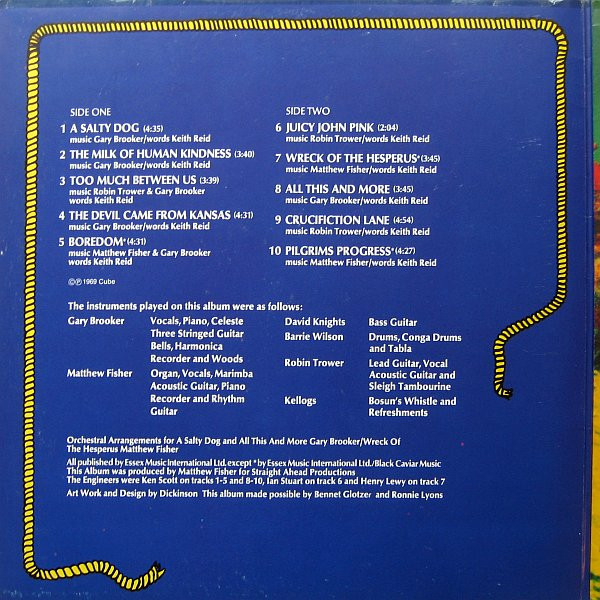 SIDE ONE
1 A SALTY DOG (4:35)
music Gary Brooker/words Keith Reid
2 THE MILK OF HUMAN KINDNESS (3:40)
music Gary Brooker/words Keith Reid
3 TOO MUCH BETWEEN US (3:39)
music Robin Trower & Gary Brooker
words Keith Reid
4 THE DEVIL CAME FROM KANSAS (4:31)
music Gary Brooker/words Keith Reid
5 BOREDOM*(4:31)
music Matthew Fisher & Gary Brooker
words Keith Reid
©Ⓟ 1969 Cube
SIDE TWO
6 JUICY JOHN PINK (2:04)
music Robin Trower/words Keith Reid
7 WRECK OF THE HESPERUS*(3:45)
music Matthew Fisher/words Keith Reid
8 ALL THIS AND MORE (3:45)
music Gary Brooker/words Keith Reid
9 CRUCIFICTION LANE (4:54)
music Robin Trower/words Keith Reid
10 PILGRIMS PROGRESS*(4:27)
music Matthew Fisher/words Keith Reid
The instruments played on this album were as follows:
Gary Brooker Vocals, Piano, Celeste
Three Stringed Guitar
Bells, Harmonica
Recorder and Woods
Matthew Fisher Organ, Vocals, Marimba
Acoustic Guitar, Piano
Recorder and Rhythm
Guitar
David Knights Bass Guitar
Barrie Wilson Drums, Conga Drums
and Tabla
Robin Trower Lead Guitar, Vocal
Acoustic Guitar and
Sleigh Tambourine
Kellogs Bosun's Whistle and
Refreshments
Orchestral Arrangements for A Salty Dog and All This And More Gary Brooker/Wreck Of
The Hesperus Matthew Fisher
All published by Essex Music International Ltd. except * by Essex Music International Ltd./Black Caviar Music
This Album was produced by Matthew Fisher for Straight Ahead Productions
The Engineers were Ken Scott on tracks 1-5 and 8-10, Ian Stuart on track 6 and Henry Lewy on track 7
Art Work and Design by Dickinson This album made possible by Bennet Glotzer and Ronnie Lyons